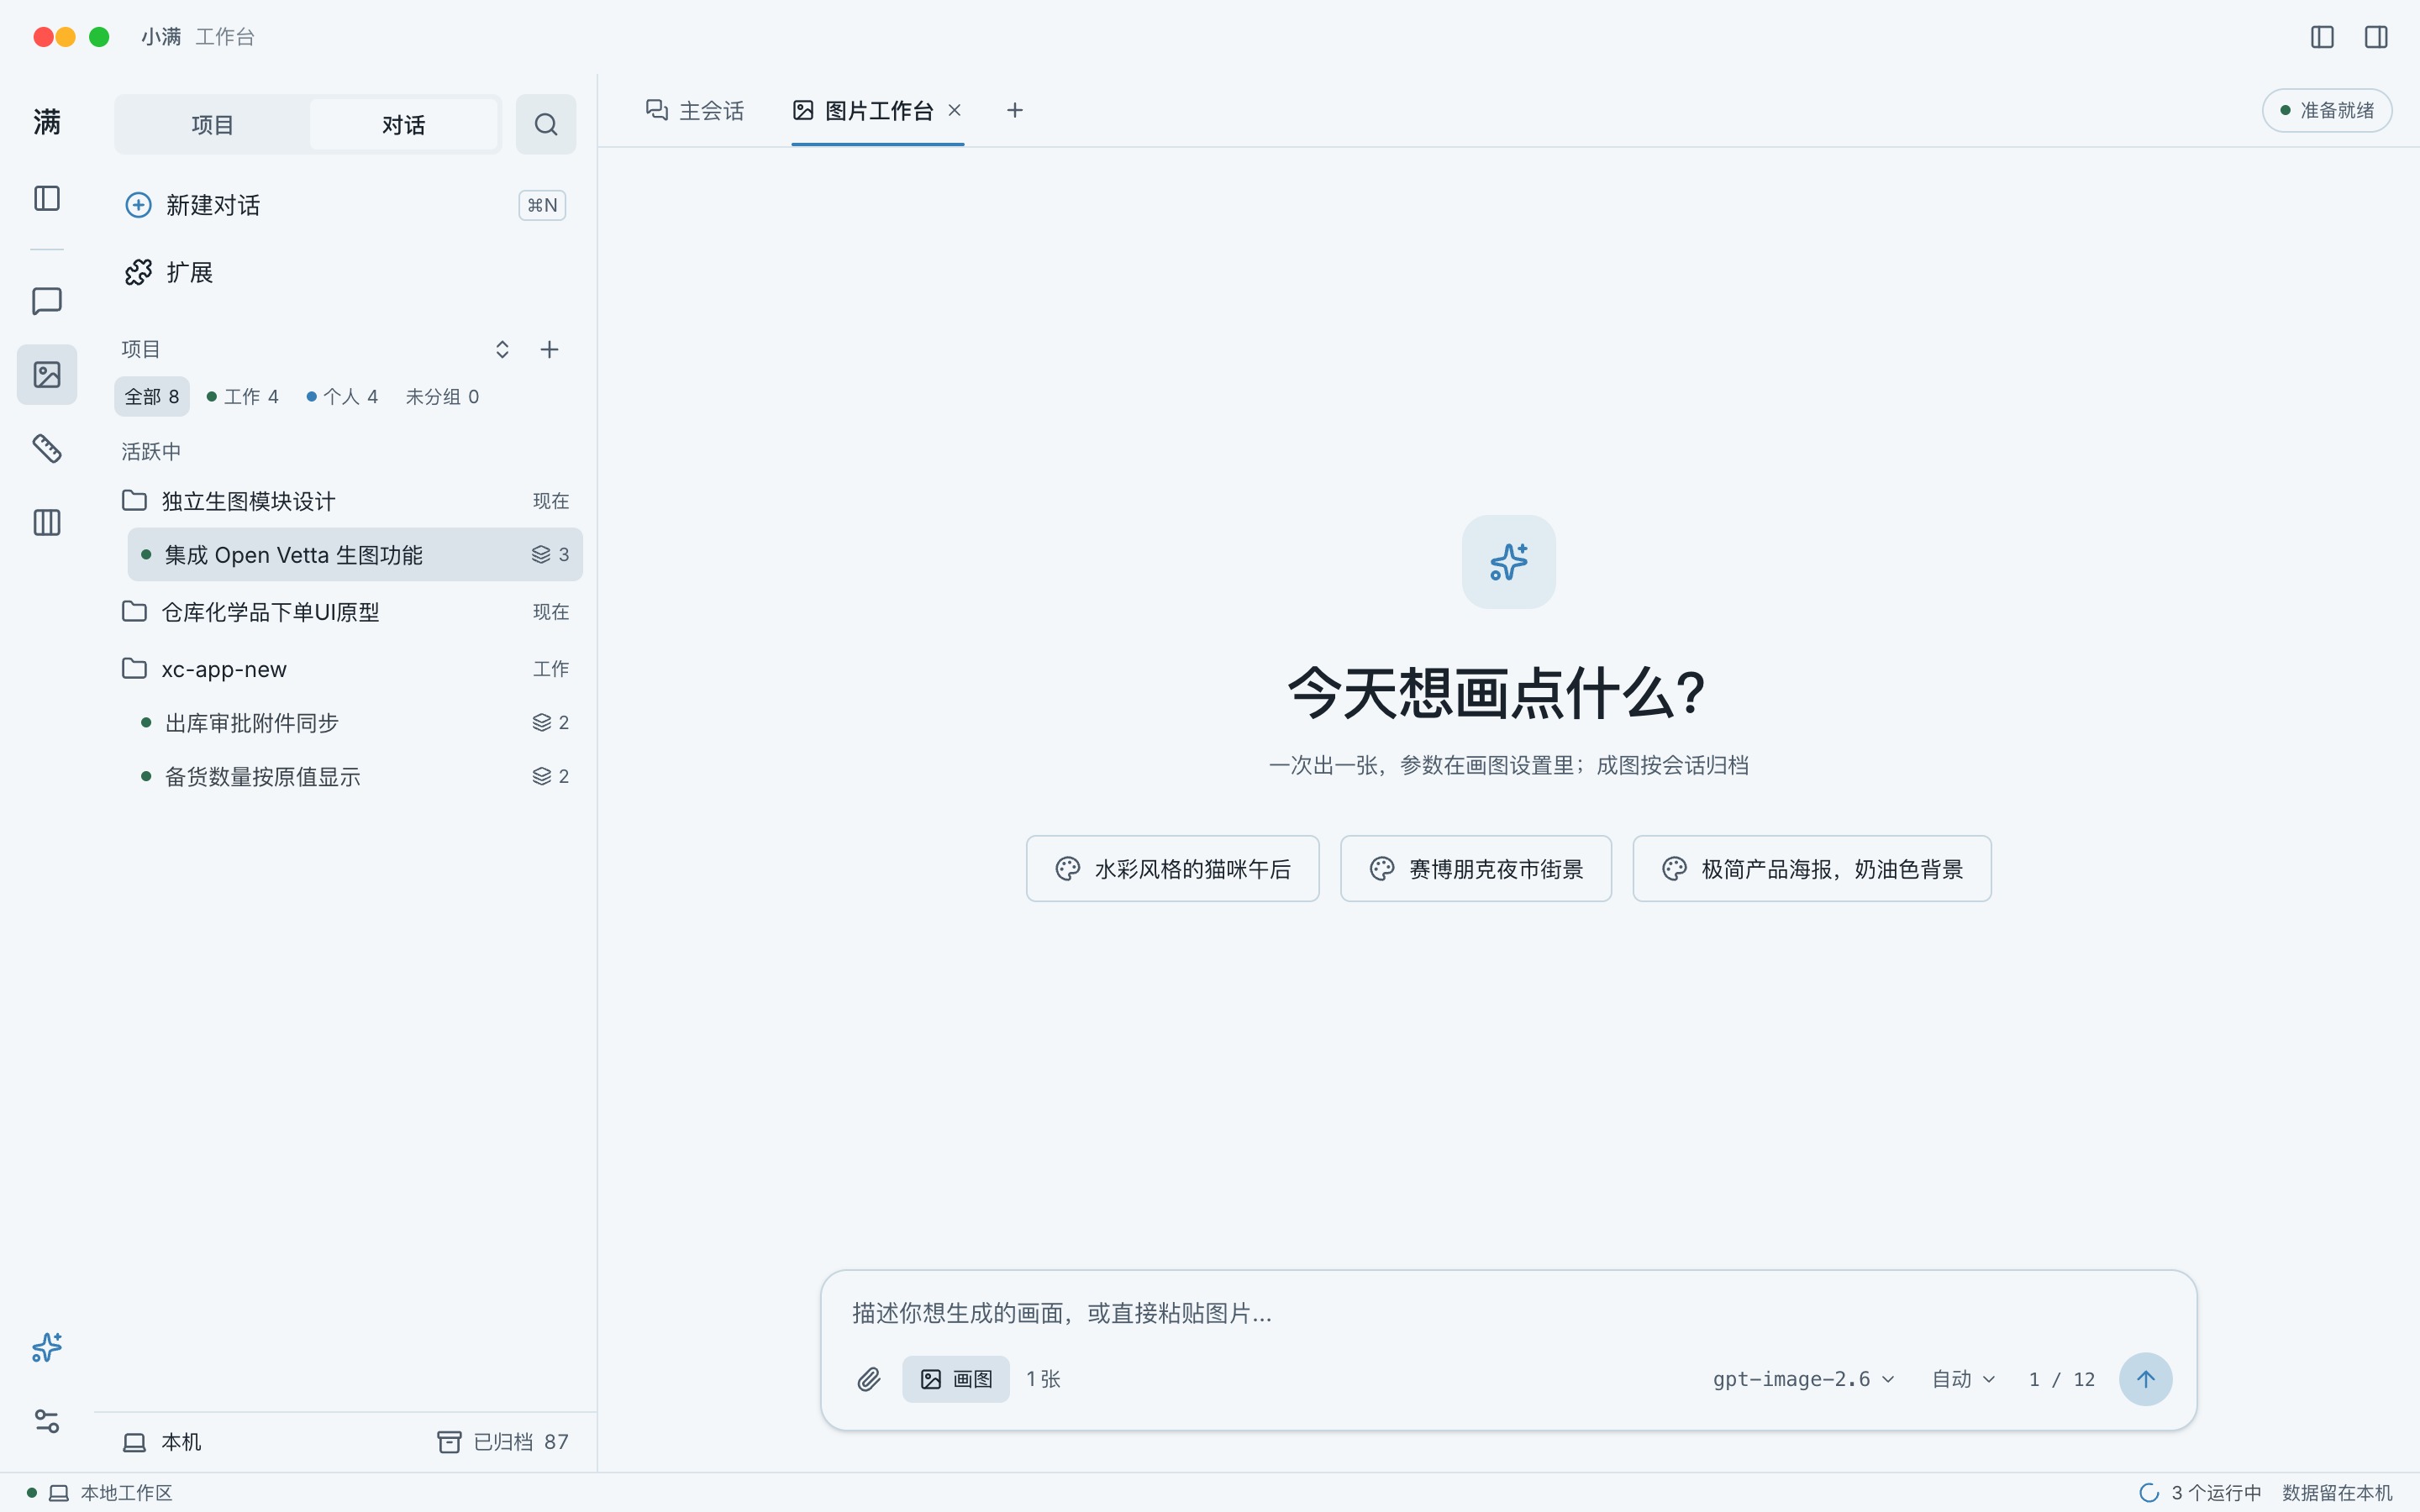 小满 工作台
满
项目 对话
主会话 图片工作台
准备就绪
新建对话 ⌘N
扩展
项目
全部 8 工作 4 个人 4 未分组 0
活跃中
独立生图模块设计 现在
集成 Open Vetta 生图功能 3
仓库化学品下单UI原型 现在
xc-app-new 工作
出库审批附件同步 2
备货数量按原值显示 2
今天想画点什么?
一次出一张，参数在画图设置里；成图按会话归档
水彩风格的猫咪午后 赛博朋克夜市街景 极简产品海报，奶油色背景
描述你想生成的画面，或直接粘贴图片...
画图 1 张 gpt-image-2.6 自动 1 / 12
本机 已归档 87
本地工作区 3 个运行中 数据留在本机